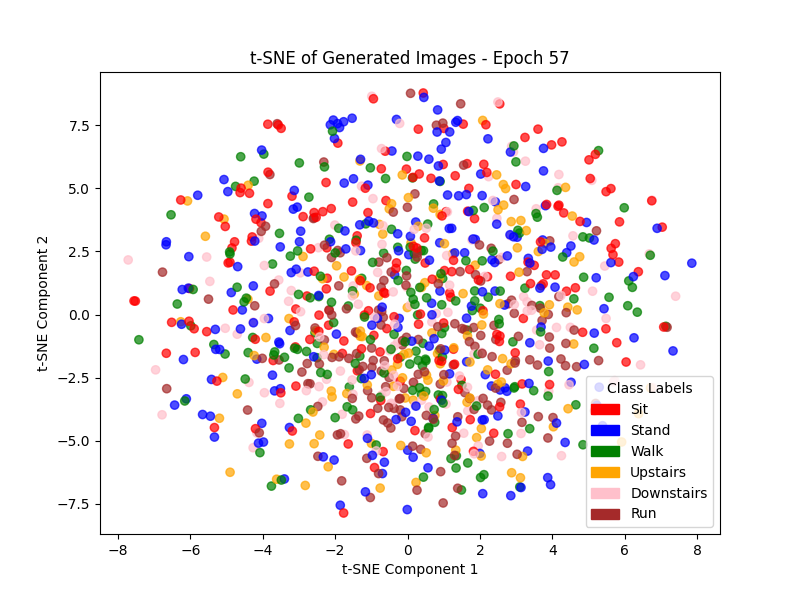 t-SNE of Generated Images - Epoch 57
t-SNE Component 2
7.5
5.0
2.5
0.0
−2.5
−5.0
−7.5
Class Labels
Sit
Stand
Walk
Upstairs
Downstairs
Run
−8 −6 −4 −2 0 2 4 6 8
t-SNE Component 1